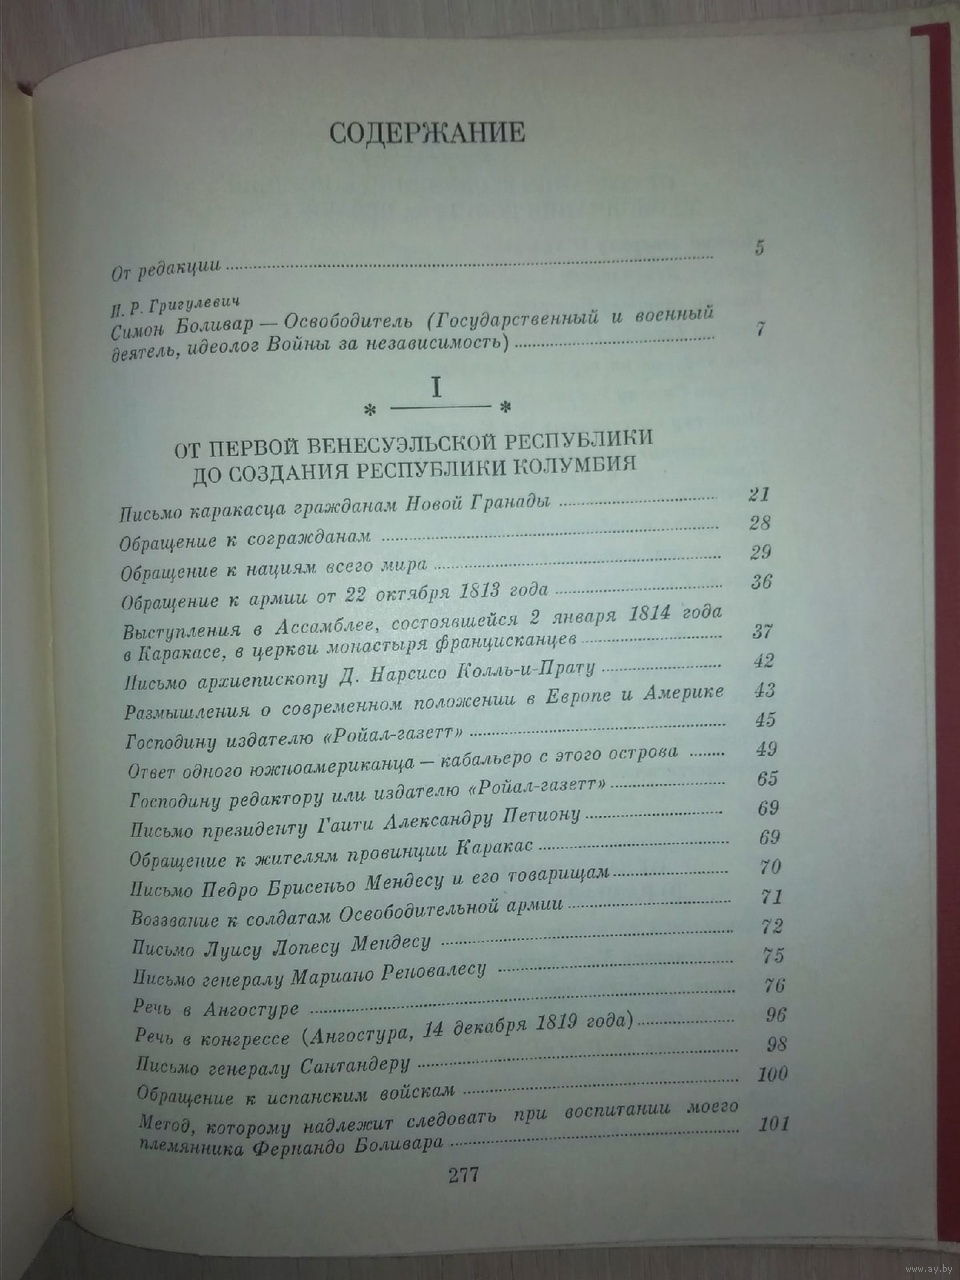 СОДЕРЖАНИЕ
От редакции 5
И. Р. Григулевич
Симон Боливар — Освободитель (Государственный и военный
деятель, идеолог Войны за независимость) 7
I
* *
ОТ ПЕРВОЙ ВЕНЕСУЭЛЬСКОЙ РЕСПУБЛИКИ
ДО СОЗДАНИЯ РЕСПУБЛИКИ КОЛУМБИЯ
Письмо каракасца гражданам Новой Гранады 21
Обращение к согражданам 28
Обращение к нациям всего мира 29
Обращение к армии от 22 октября 1813 года 36
Выступления в Ассамблее, состоявшейся 2 января 1814 года
в Каракасе, в церкви монастыря францисканцев 37
Письмо архиепископу Д. Нарсисо Колль-и-Прату 42
Размышления о современном положении в Европе и Америке 43
Господину издателю «Ройал-газетт» 45
Ответ одного южноамериканца — кабальеро с этого острова 49
Господину редактору или издателю «Ройал-газетт» 65
Письмо президенту Гаити Александру Петиону 69
Обращение к жителям провинции Каракас 69
Письмо Педро Брисеньо Мендесу и его товарищам 70
Воззвание к солдатам Освободительной армии 71
Письмо Луису Лопесу Мендесу 72
Письмо генералу Мариано Реновалесу 75
Речь в Ангостуре 76
Речь в конгрессе (Ангостура, 14 декабря 1819 года) 96
Письмо генералу Сантандеру 98
Обращение к испанским войскам 100
Метод, которому надлежит следовать при воспитании моего
племянника Фернандо Боливара 101
277
www.ay.by